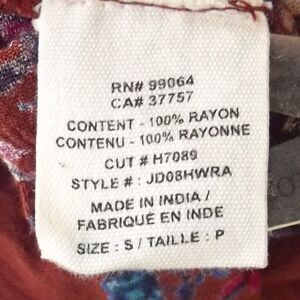 RN# 99064
CA# 37757
CONTENT - 100% RAYON
CONTENU - 100% RAYONNE
CUT # H7089
STYLE # : JD08HWRA
MADE IN INDIA /
FABRIQUÉ EN INDE
SIZE : S / TAILLE : P